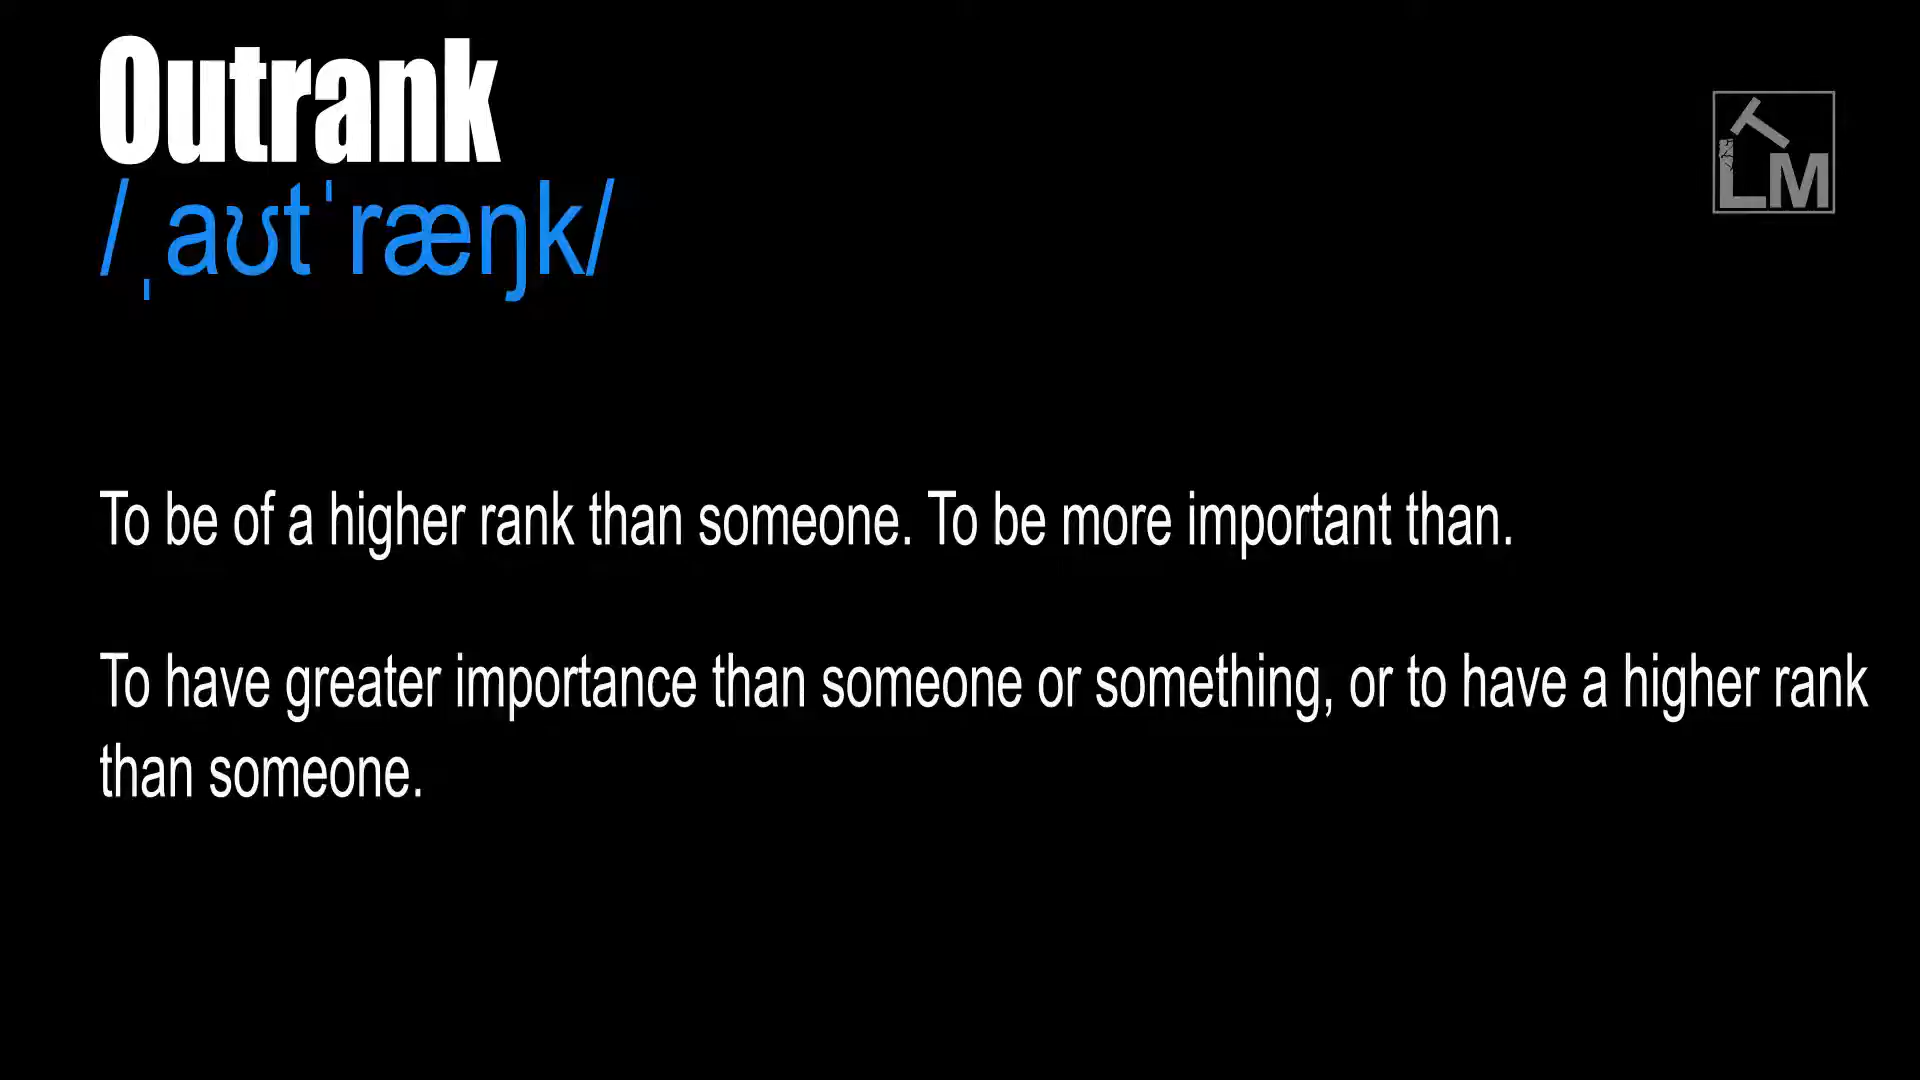 Outrank
/ˌaʊtˈræŋk/
LM
To be of a higher rank than someone. To be more important than.
To have greater importance than someone or something, or to have a higher rank
than someone.